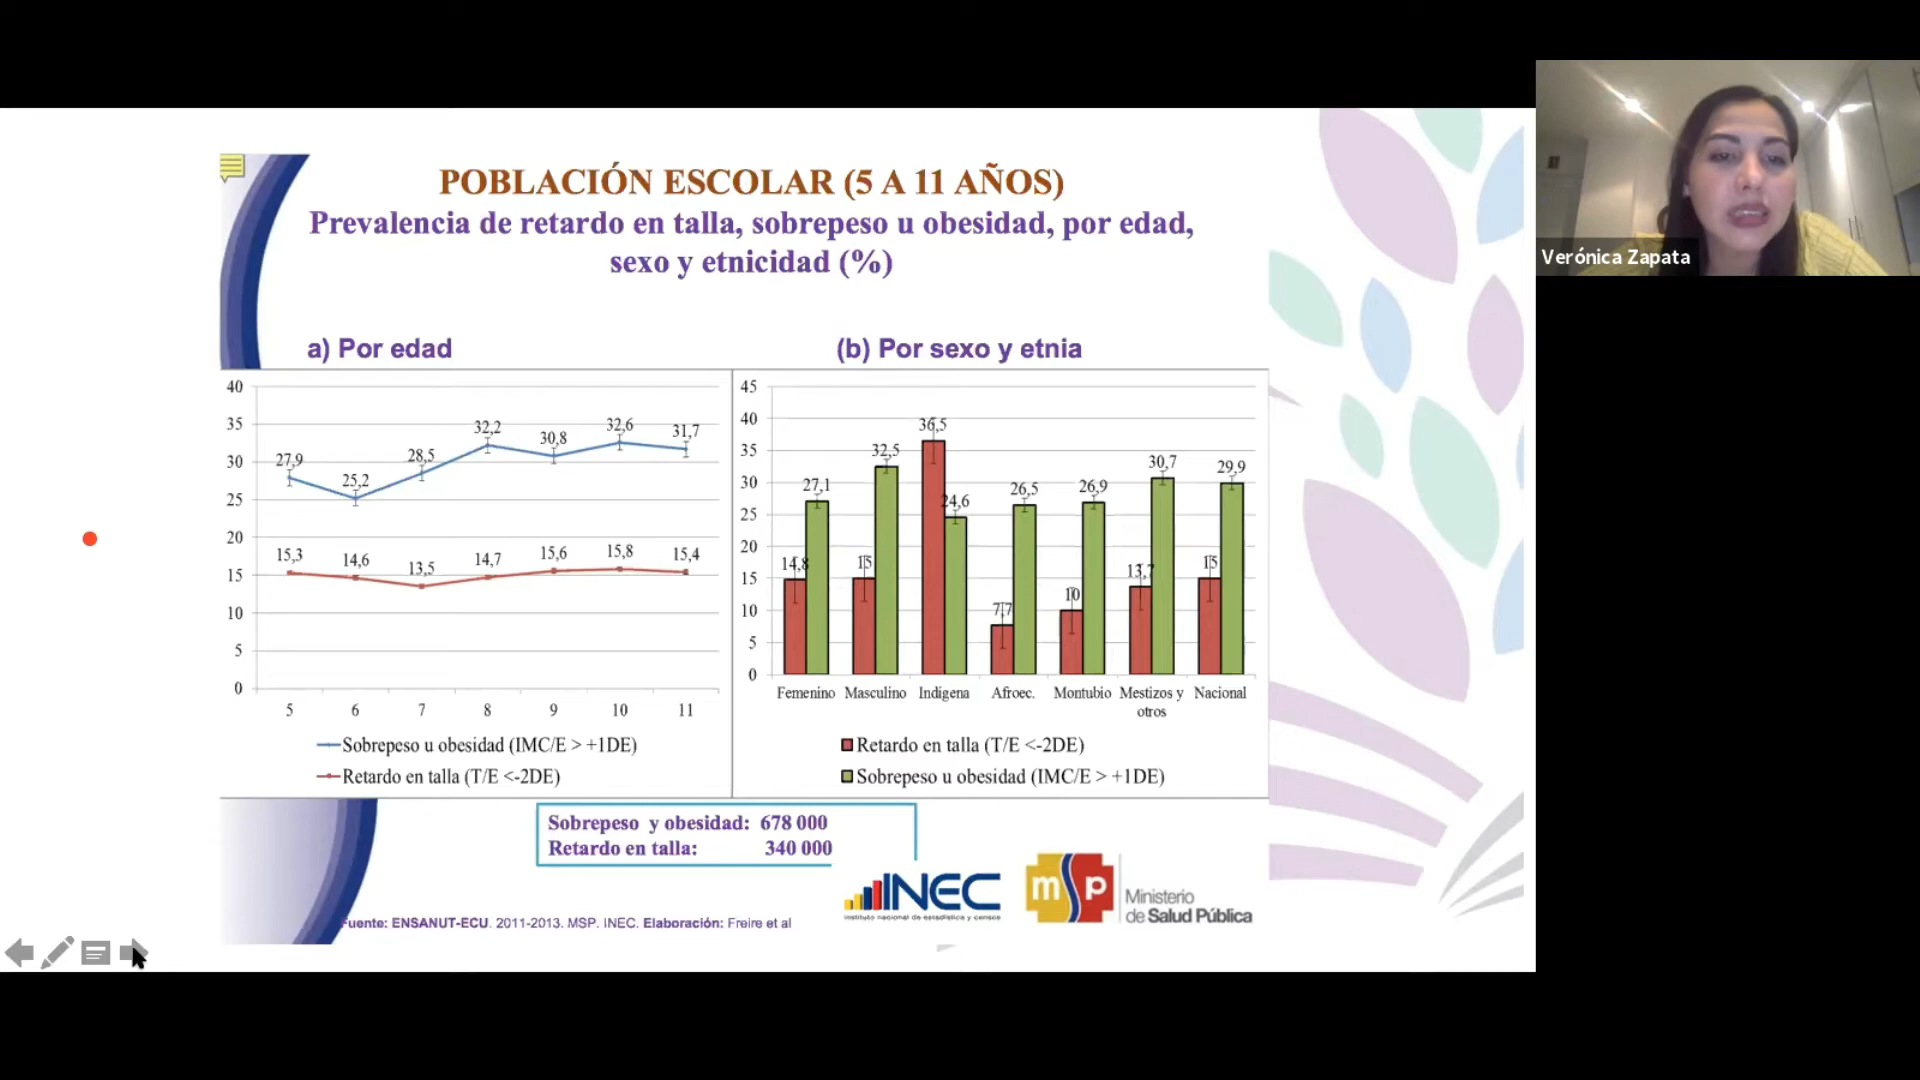 POBLACIÓN ESCOLAR (5 A 11 AÑOS)
Prevalencia de retardo en talla, sobrepeso u obesidad, por edad,
sexo y etnicidad (%)
Verónica Zapata
a) Por edad
40
35
30
25
20
15
10
5
0
27,9
25,2
28,5
32,2
30,8
32,6
31,7
15,3
14,6
13,5
14,7
15,6
15,8
15,4
5 6 7 8 9 10 11
Sobrepeso u obesidad (IMC/E > +1DE)
Retardo en talla (T/E <-2DE)
(b) Por sexo y etnia
45
40
35
30
25
20
15
10
5
0
14,8
27,1
15
32,5
36,5
24,6
7,7
26,5
10
26,9
13,7
30,7
15
29,9
Femenino Masculino Indígena Afroec. Montubio Mestizos y otros Nacional
Retardo en talla (T/E <-2DE)
Sobrepeso u obesidad (IMC/E > +1DE)
Sobrepeso y obesidad: 678 000
Retardo en talla: 340 000
INEC
instituto nacional de estadística y censos
msp
Ministerio
de Salud Pública
uente: ENSANUT-ECU. 2011-2013. MSP. INEC. Elaboración: Freire et al